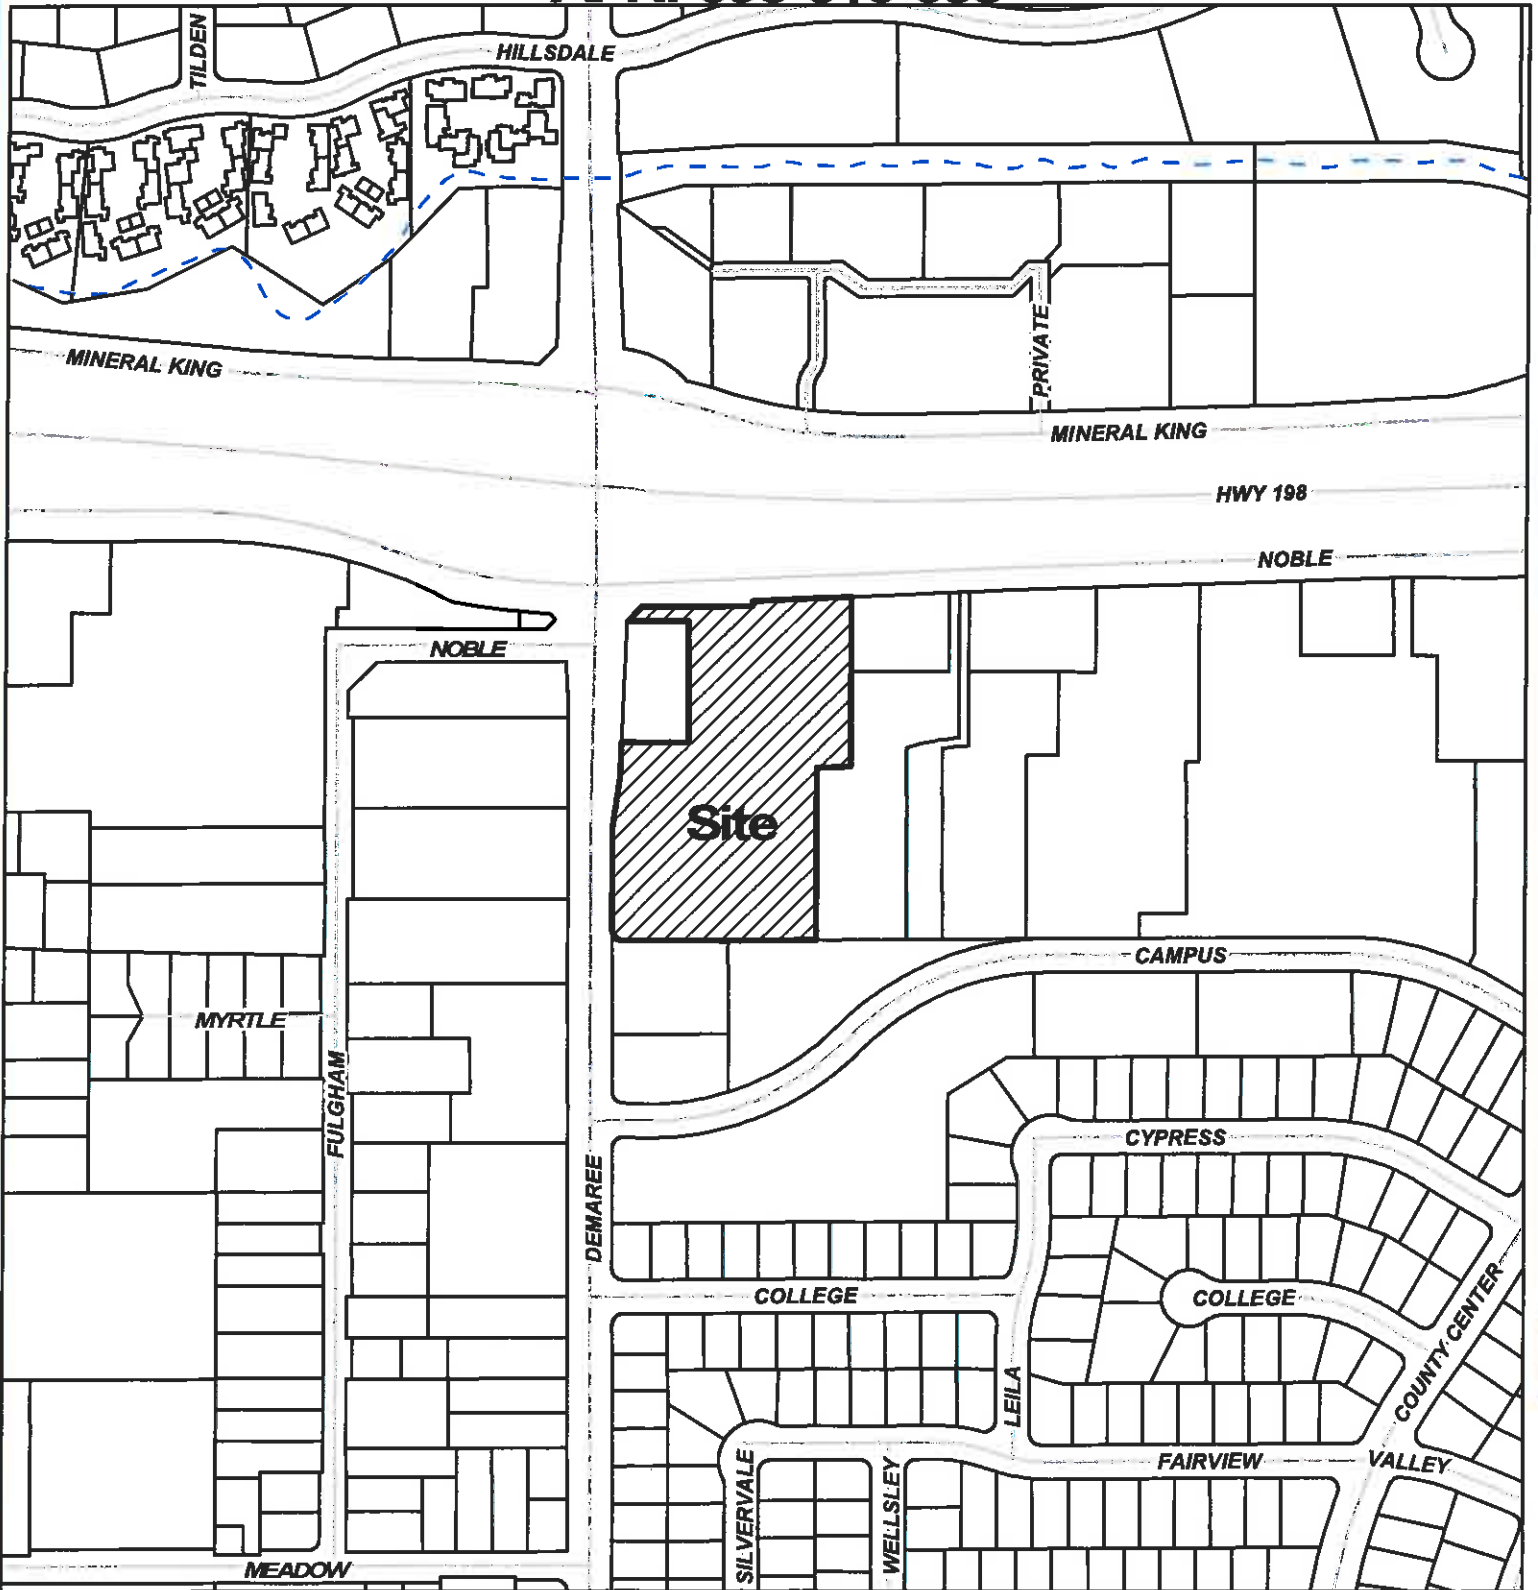 TILDEN
HILLSDALE
MINERAL KING
PRIVATE
MINERAL KING
HWY 198
NOBLE
NOBLE
Site
CAMPUS
MYRTLE
FULGHAM
CYPRESS
DEMAREE
COLLEGE
COLLEGE
COUNTY CENTER
LEILA
FAIRVIEW
VALLEY
SILVERVALE
WELLSLEY
MEADOW